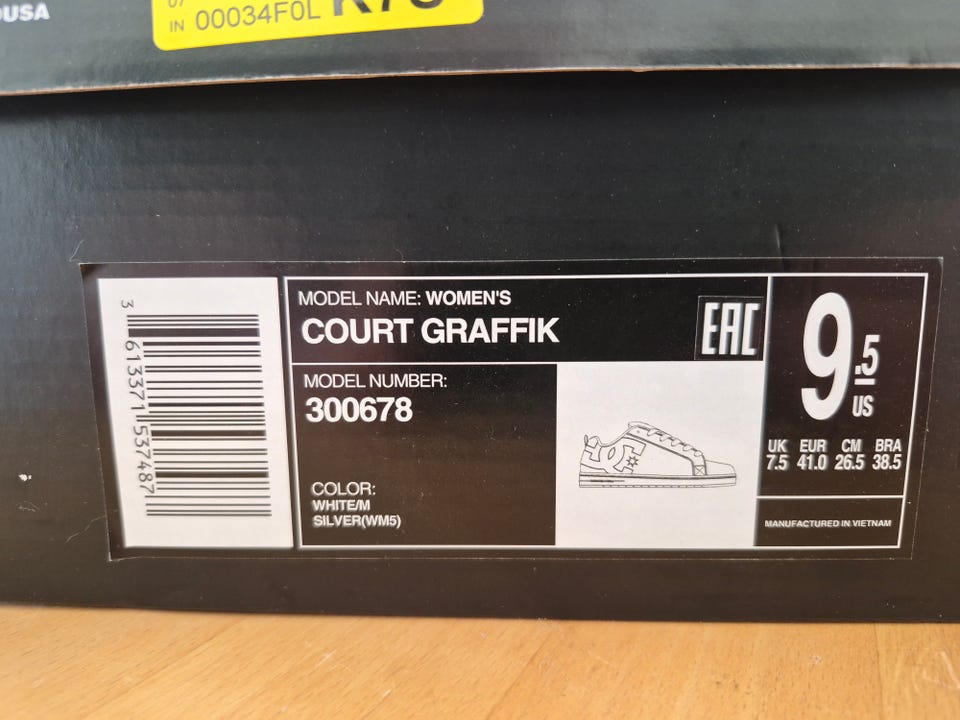 00034F0L
IN
MODEL NAME: WOMEN'S
COURT GRAFFIK
EAC
MODEL NUMBER:
300678
COLOR:
WHITE/M
SILVER(WM5)
9.5
US
UK EUR CM BRA
7.5 41.0 26.5 38.5
MANUFACTURED IN VIETNAM
3 613371 537487
DC